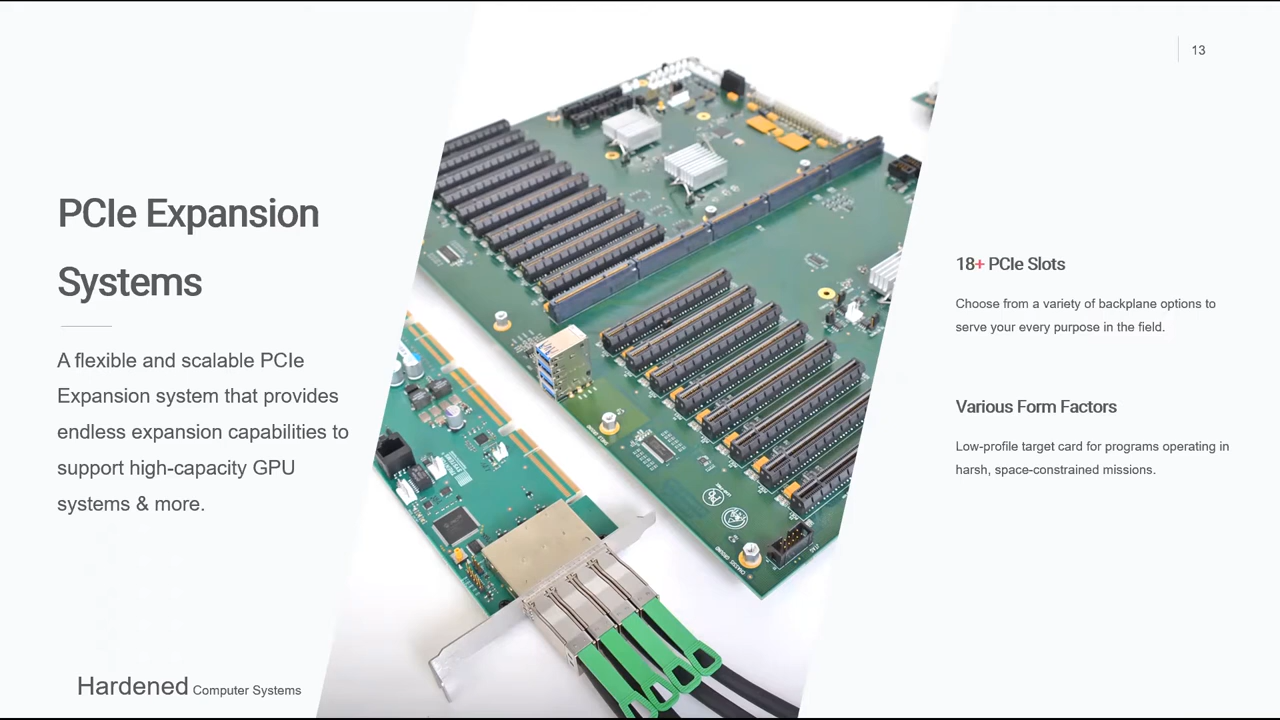 13
PCIe Expansion
Systems
A flexible and scalable PCIe
Expansion system that provides
endless expansion capabilities to
support high-capacity GPU
systems & more.
18+ PCIe Slots
Choose from a variety of backplane options to
serve your every purpose in the field.
Various Form Factors
Low-profile target card for programs operating in
harsh, space-constrained missions.
CHASSIS GROUND
Hardened Computer Systems